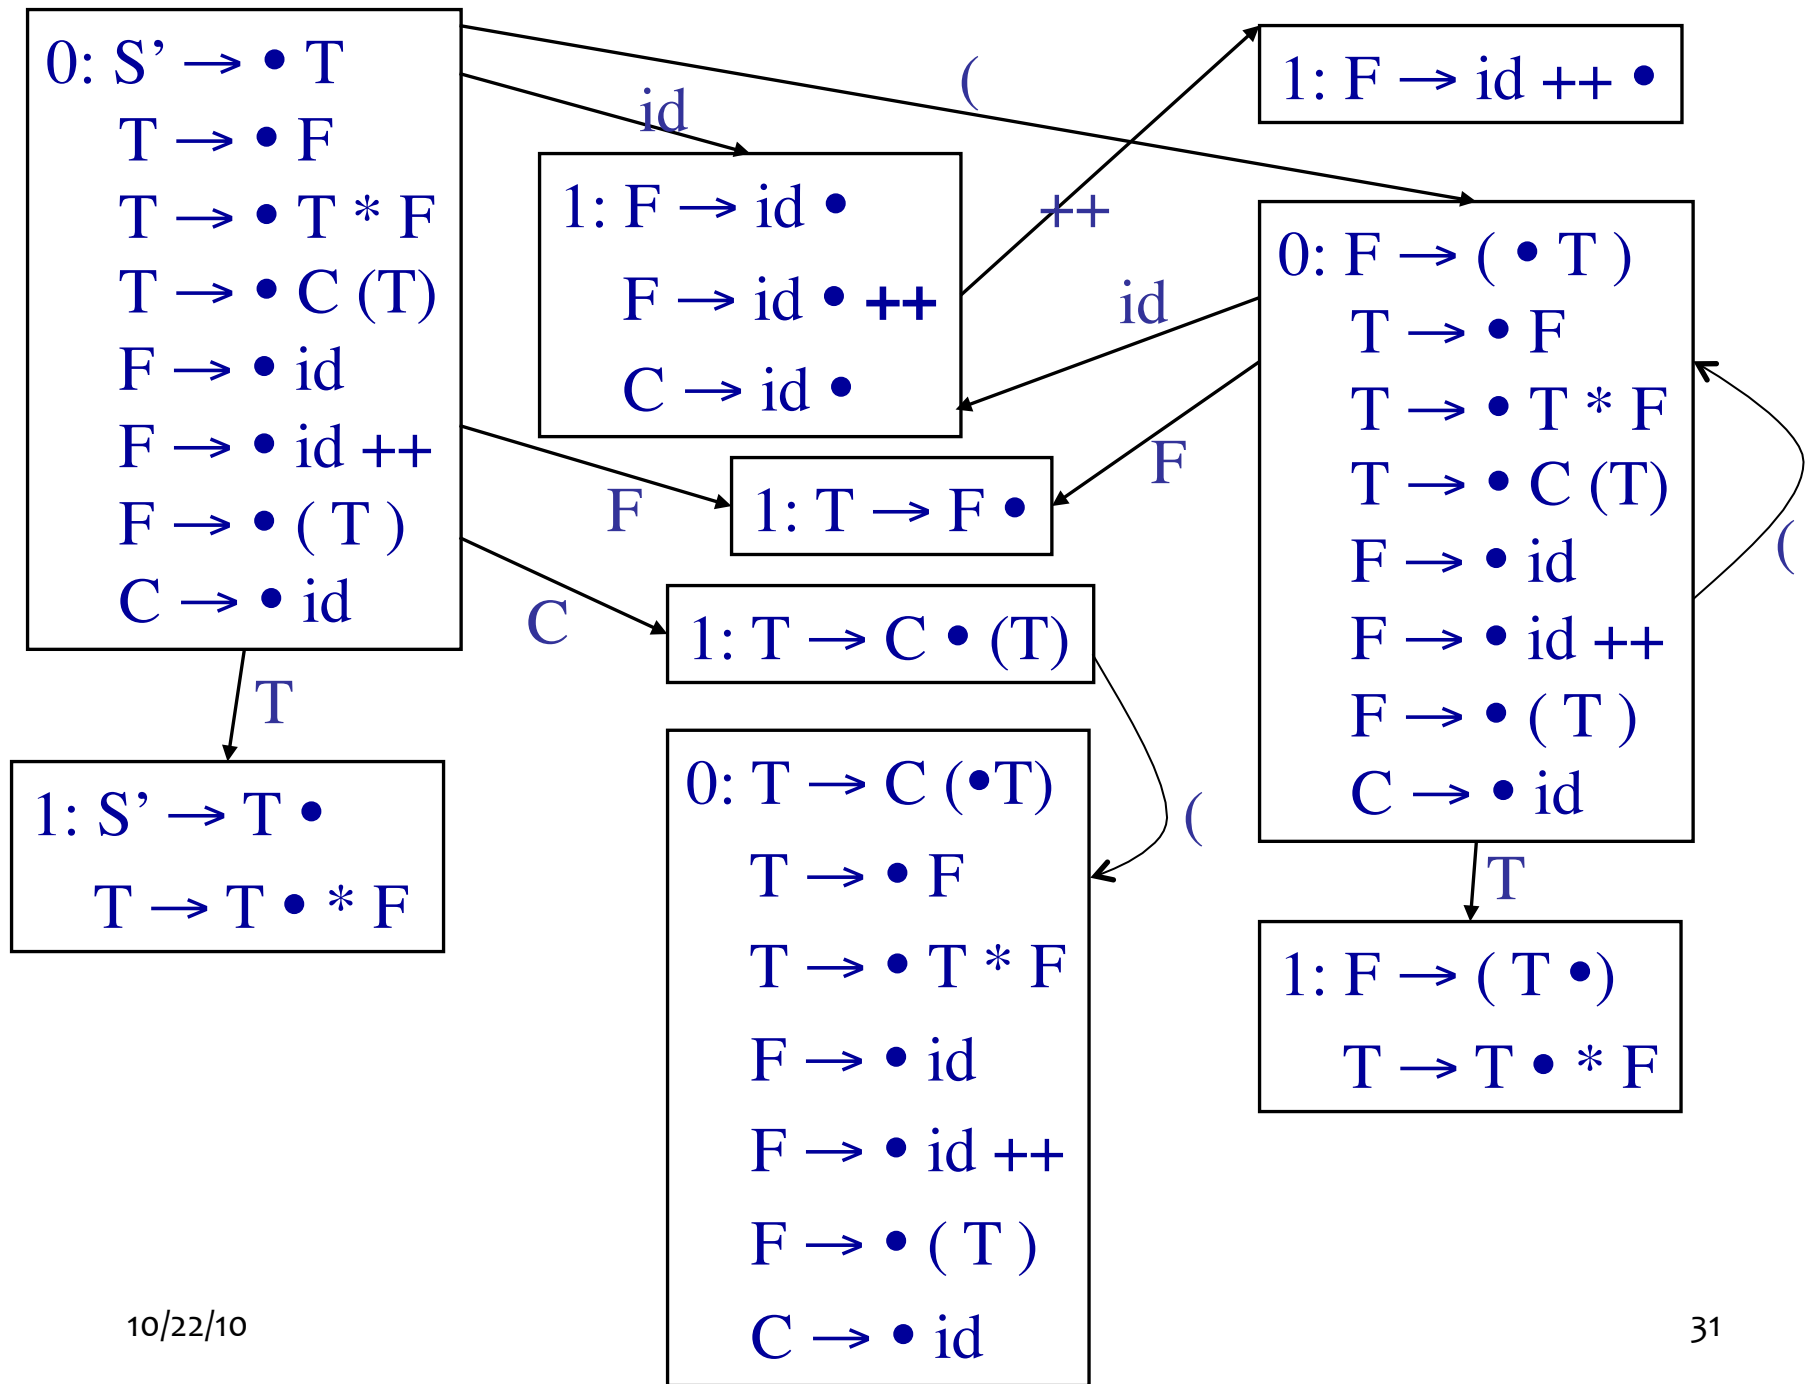 0: S’ → • T
T → • F
T → • T * F
T → • C (T)
F → • id
F → • id ++
F → • ( T )
C → • id
(
id
1: F → id ++ •
1: F → id •
F → id • ++
C → id •
++
id
0: F → ( • T )
T → • F
T → • T * F
T → • C (T)
F → • id
F → • id ++
F → • ( T )
C → • id
F
1: T → F •
F
(
C
1: T → C • (T)
T
1: S’ → T •
T → T • * F
0: T → C (•T)
T → • F
T → • T * F
F → • id
F → • id ++
F → • ( T )
C → • id
(
T
1: F → ( T •)
T → T • * F
10/22/10
31